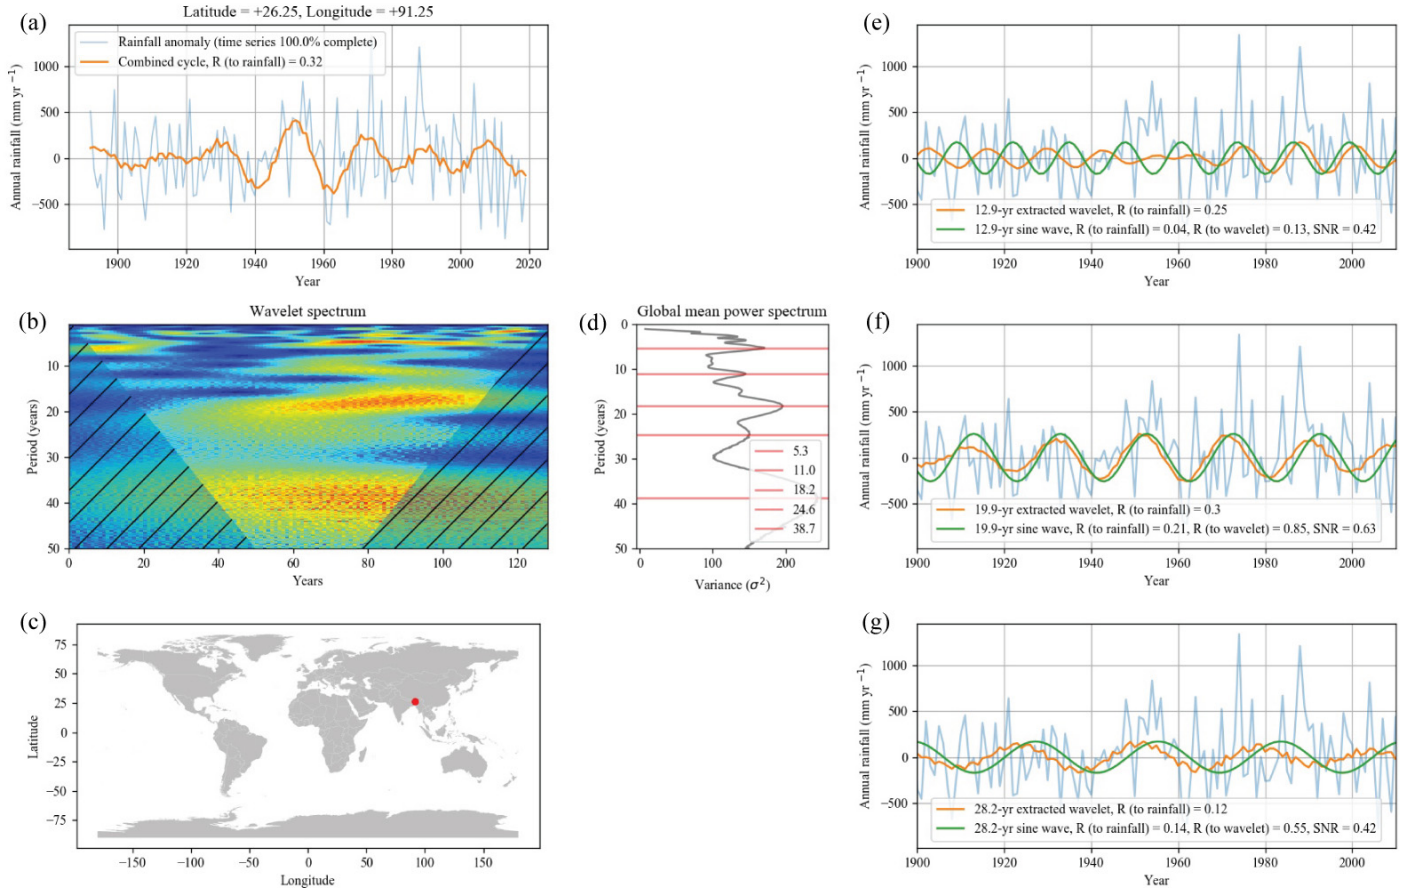 (a)
Latitude = +26.25, Longitude = +91.25
Rainfall anomaly (time series 100.0% complete)
Combined cycle, R (to rainfall) = 0.32
Annual rainfall (mm yr⁻¹)
1000
500
0
−500
1900 1920 1940 1960 1980 2000 2020
Year
(b)
Wavelet spectrum
Period (years)
10
20
30
40
50
0 20 40 60 80 100 120
Years
(c)
Latitude
75
50
25
0
−25
−50
−75
−150 −100 −50 0 50 100 150
Longitude
(d)
Global mean power spectrum
Period (years)
0
10
20
30
40
50
5.3
11.0
18.2
24.6
38.7
0 100 200
Variance (σ²)
(e)
Annual rainfall (mm yr⁻¹)
1000
500
0
−500
12.9-yr extracted wavelet, R (to rainfall) = 0.25
12.9-yr sine wave, R (to rainfall) = 0.04, R (to wavelet) = 0.13, SNR = 0.42
1900 1920 1940 1960 1980 2000
Year
(f)
Annual rainfall (mm yr⁻¹)
1000
500
0
−500
19.9-yr extracted wavelet, R (to rainfall) = 0.3
19.9-yr sine wave, R (to rainfall) = 0.21, R (to wavelet) = 0.85, SNR = 0.63
1900 1920 1940 1960 1980 2000
Year
(g)
Annual rainfall (mm yr⁻¹)
1000
500
0
−500
28.2-yr extracted wavelet, R (to rainfall) = 0.12
28.2-yr sine wave, R (to rainfall) = 0.14, R (to wavelet) = 0.55, SNR = 0.42
1900 1920 1940 1960 1980 2000
Year